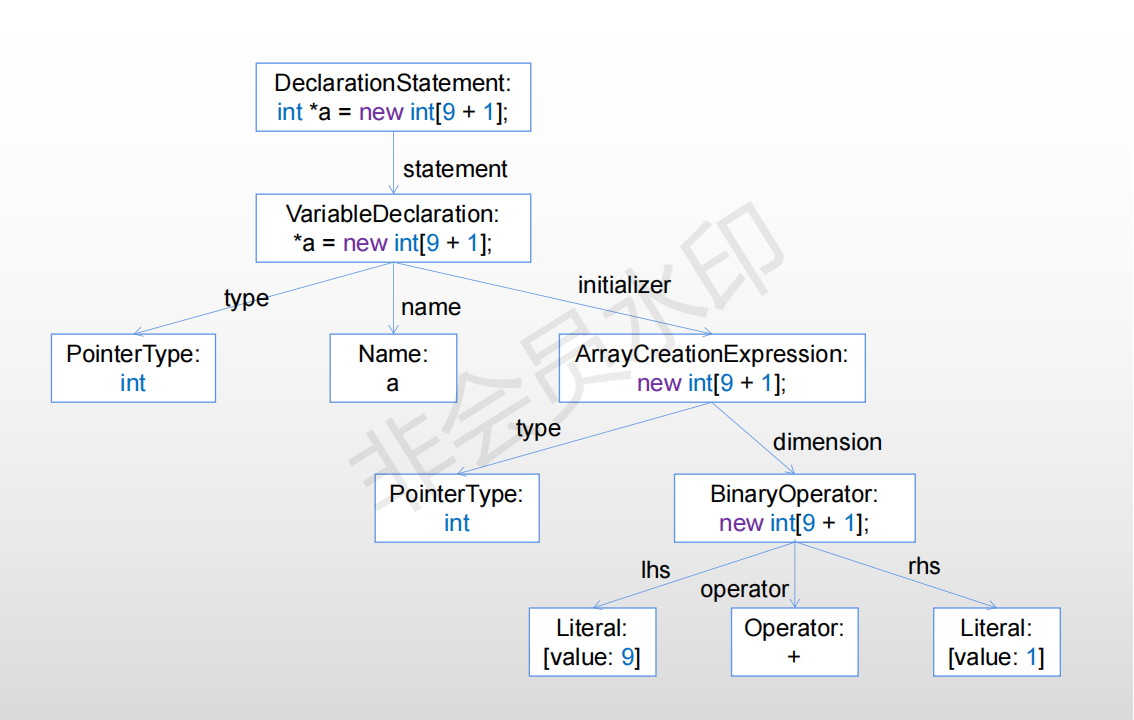 DeclarationStatement:
int *a = new int[9 + 1];
statement
VariableDeclaration:
*a = new int[9 + 1];
type
name
initializer
PointerType:
int
Name:
a
ArrayCreationExpression:
new int[9 + 1];
type
dimension
PointerType:
int
BinaryOperator:
new int[9 + 1];
lhs
operator
rhs
Literal:
[value: 9]
Operator:
+
Literal:
[value: 1]
非会员水印